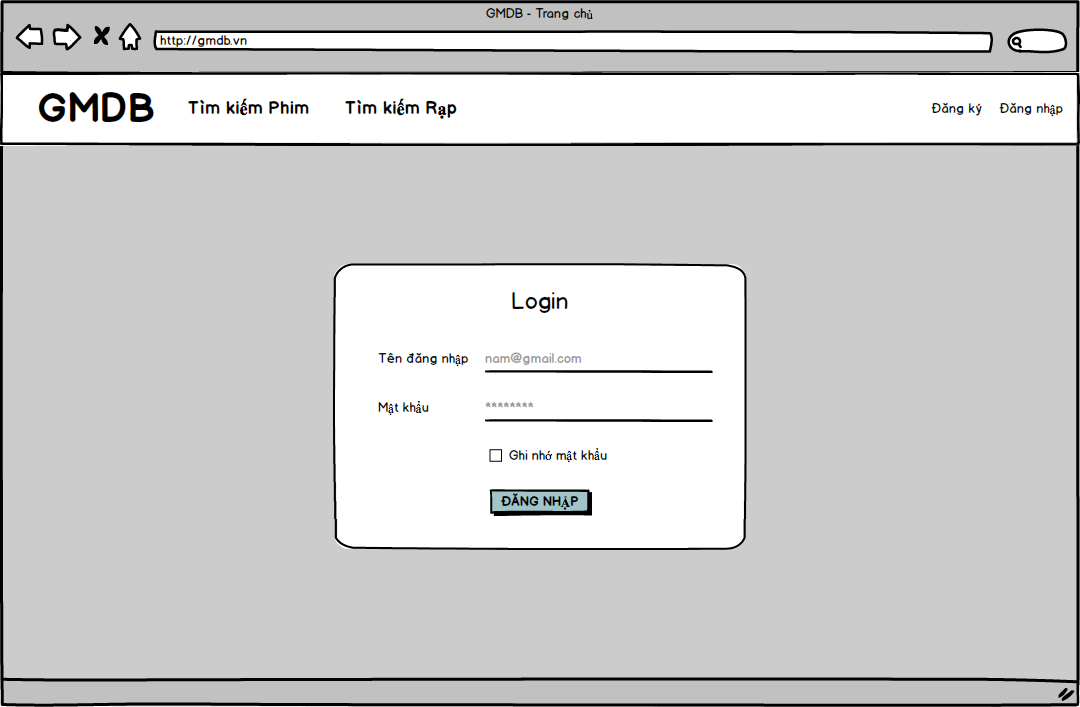 GMDB - Trang chủ
http://gmdb.vn
GMDB Tìm kiếm Phim Tìm kiếm Rạp Đăng ký Đăng nhập
Login
Tên đăng nhập nam@gmail.com
Mật khẩu ********
Ghi nhớ mật khẩu
ĐĂNG NHẬP